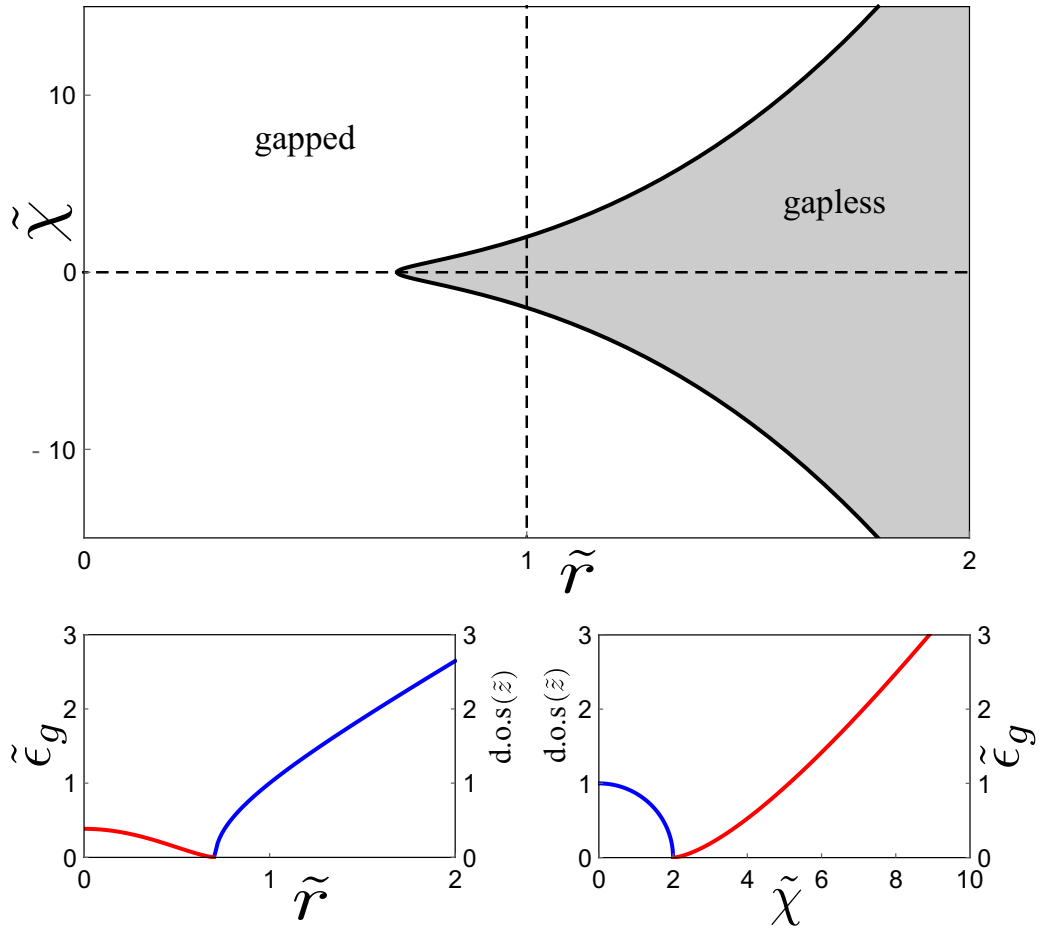 10
gapped
gapless
χ̃
0
- 10
0 1 2
r̃
3 3 3 3
2 2 2 2
1 1 1 1
0 0 0 0
ϵ̃g d.o.s(z̃) d.o.s(z̃) ϵ̃g
0 1 2 0 2 4 6 8 10
r̃ χ̃